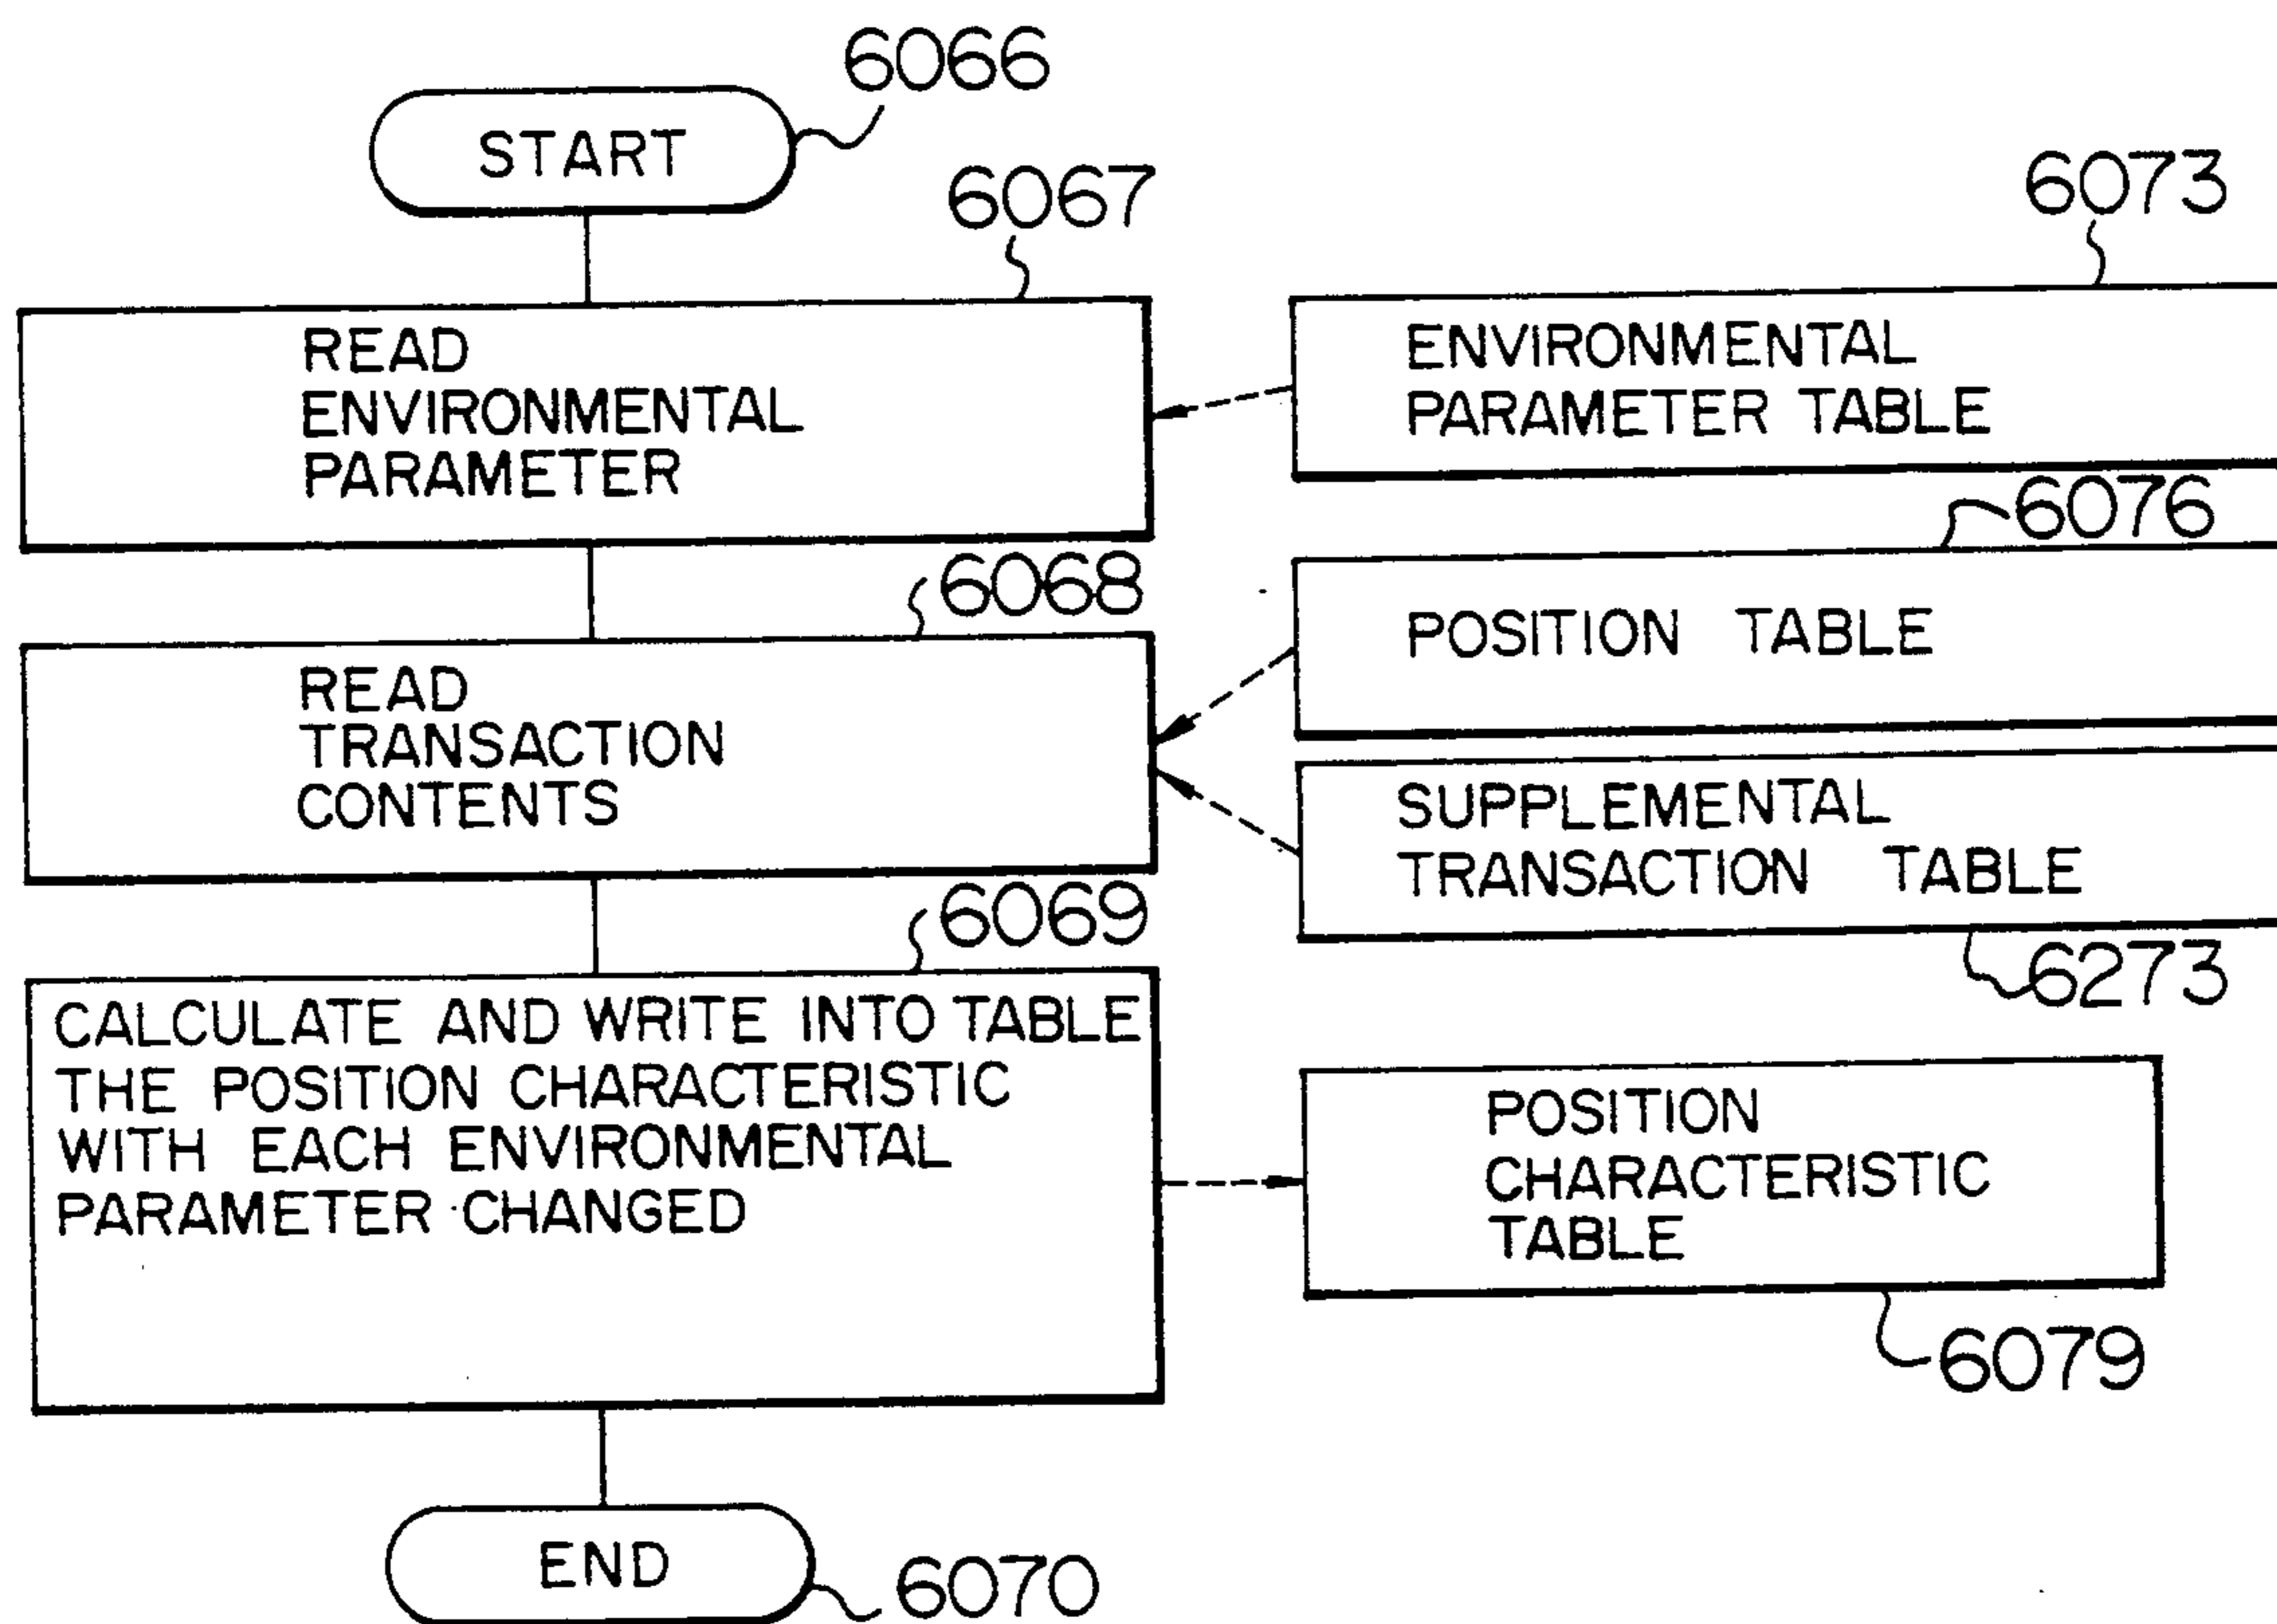 6066
START
6067
6073
READ
ENVIRONMENTAL
PARAMETER
ENVIRONMENTAL
PARAMETER TABLE
6076
6068
POSITION TABLE
READ
TRANSACTION
CONTENTS
SUPPLEMENTAL
TRANSACTION TABLE
6069
6273
CALCULATE AND WRITE INTO TABLE
THE POSITION CHARACTERISTIC
WITH EACH ENVIRONMENTAL
PARAMETER CHANGED
POSITION
CHARACTERISTIC
TABLE
6079
END
6070